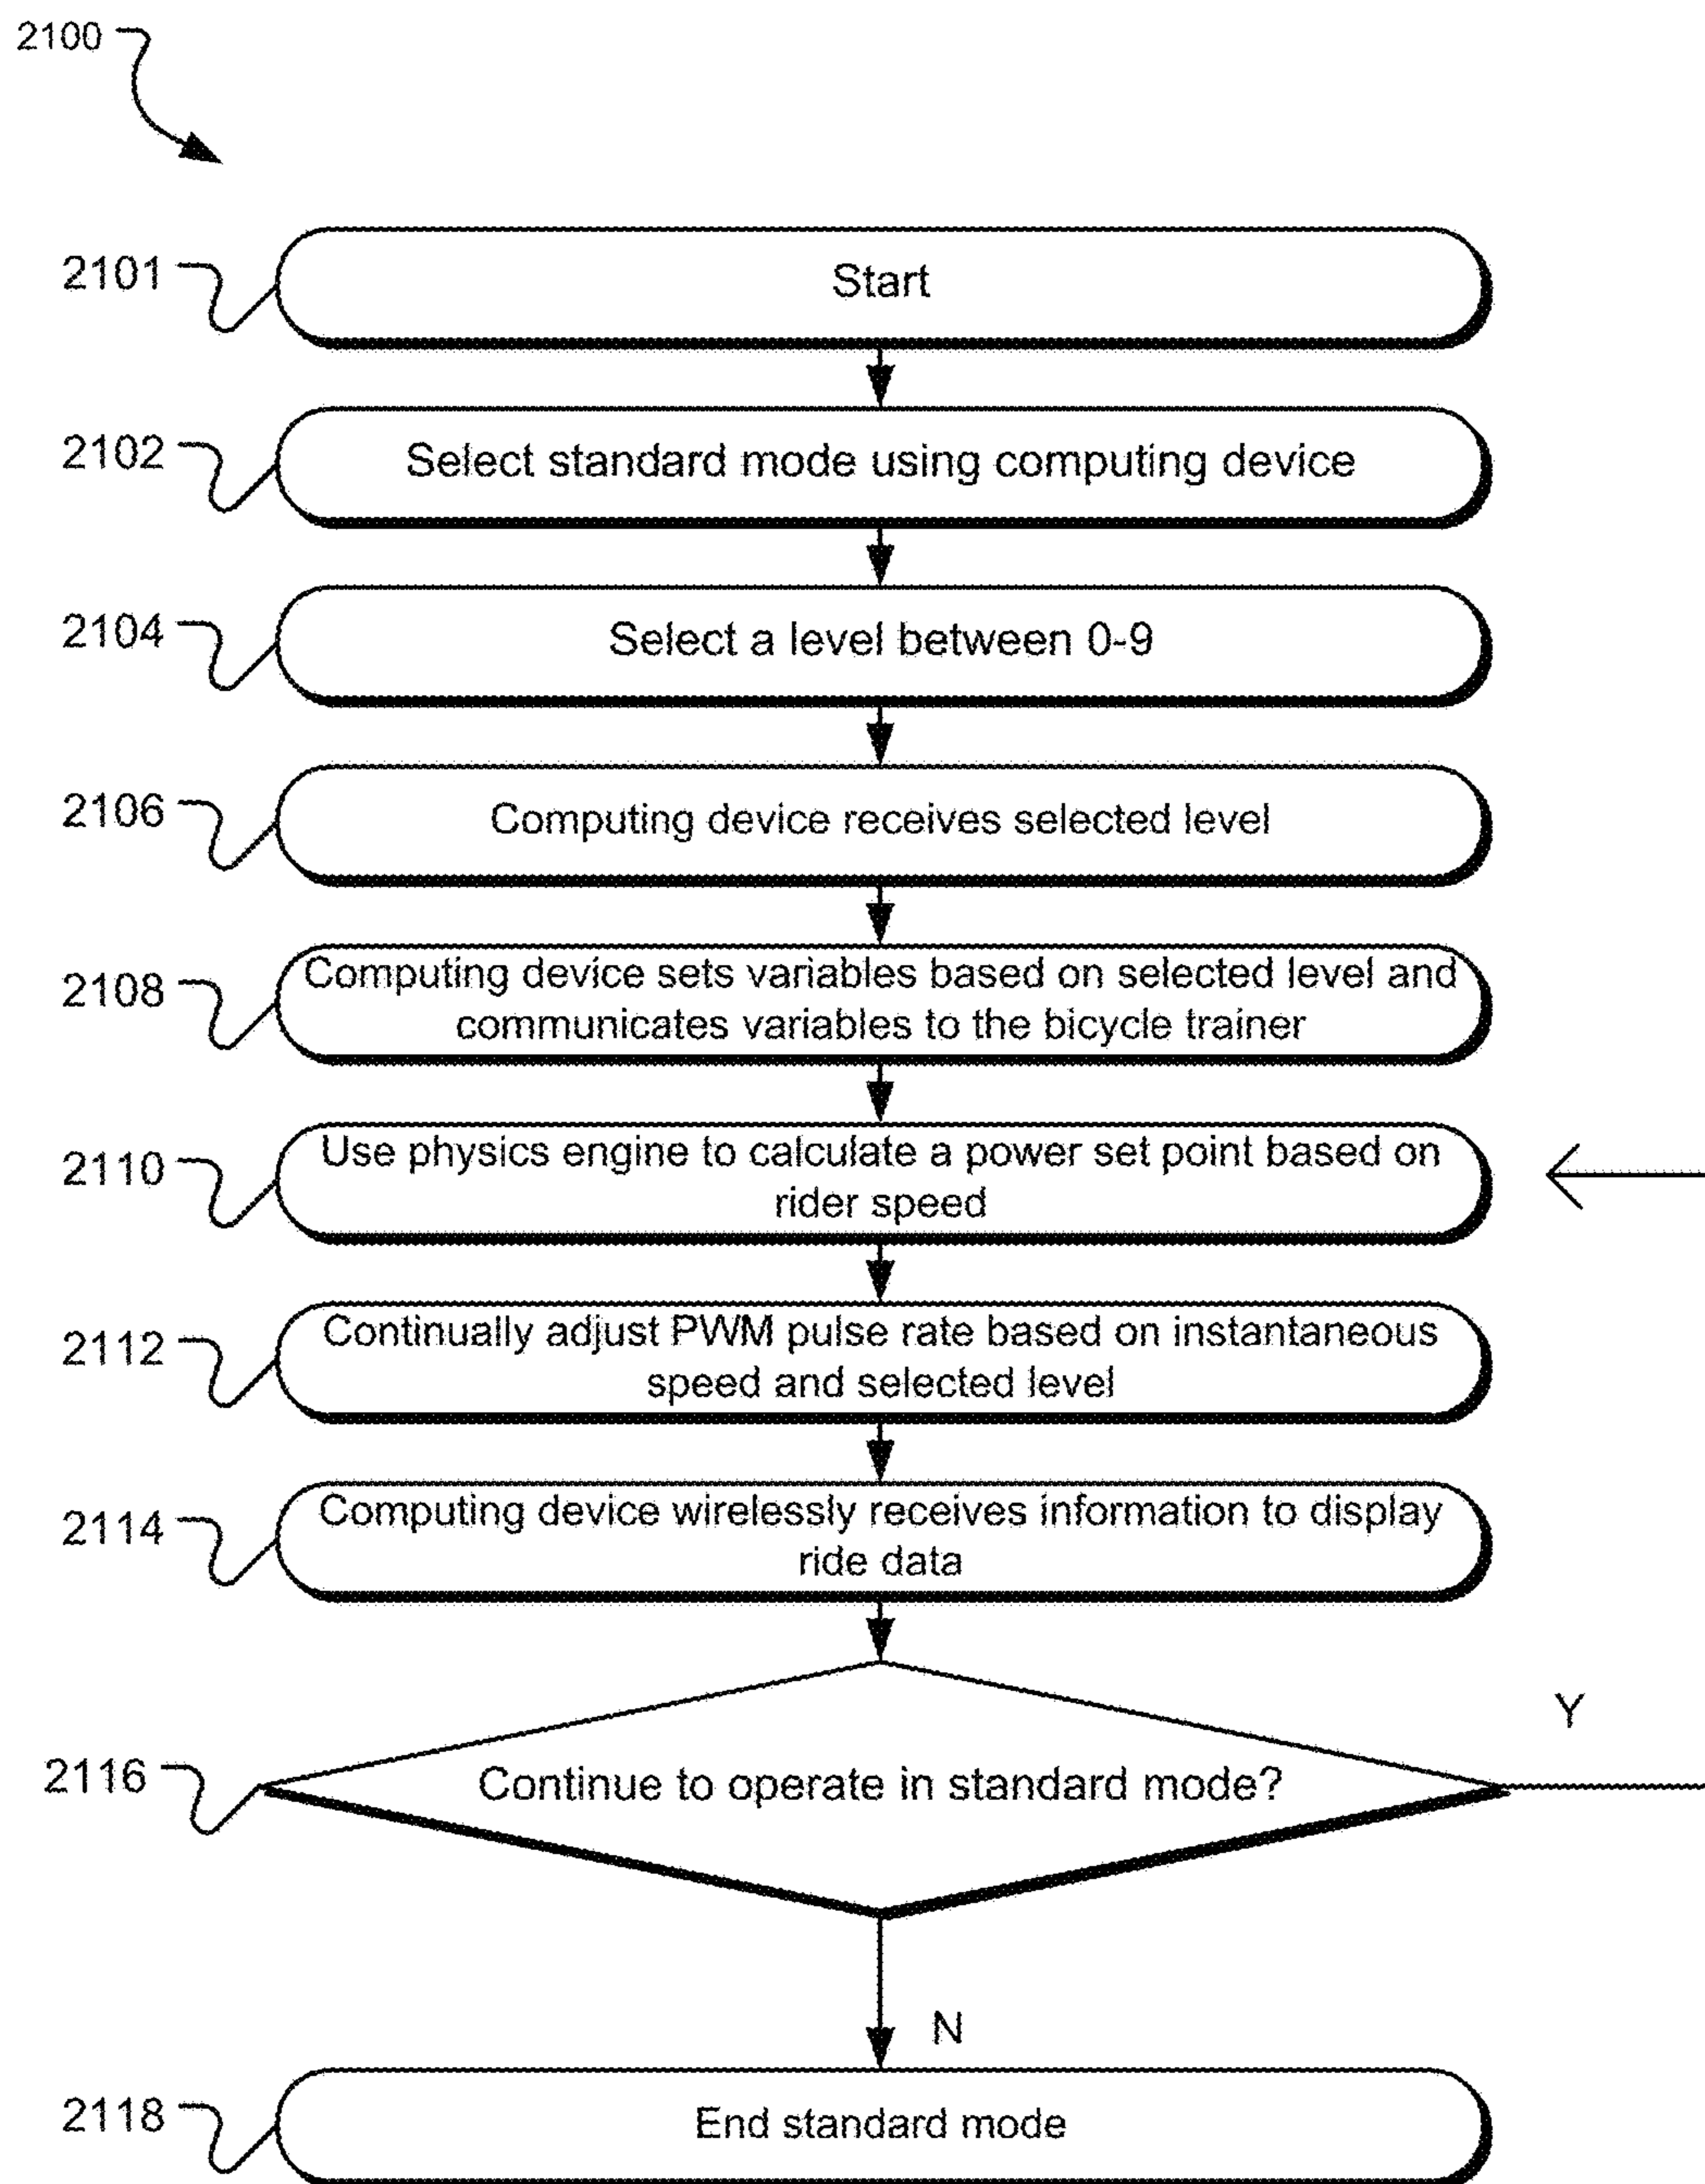 2100
2101
Start
2102
Select standard mode using computing device
2104
Select a level between 0-9
2106
Computing device receives selected level
2108
Computing device sets variables based on selected level and
communicates variables to the bicycle trainer
2110
Use physics engine to calculate a power set point based on
rider speed
2112
Continually adjust PWM pulse rate based on instantaneous
speed and selected level
2114
Computing device wirelessly receives information to display
ride data
Y
2116
Continue to operate in standard mode?
N
2118
End standard mode